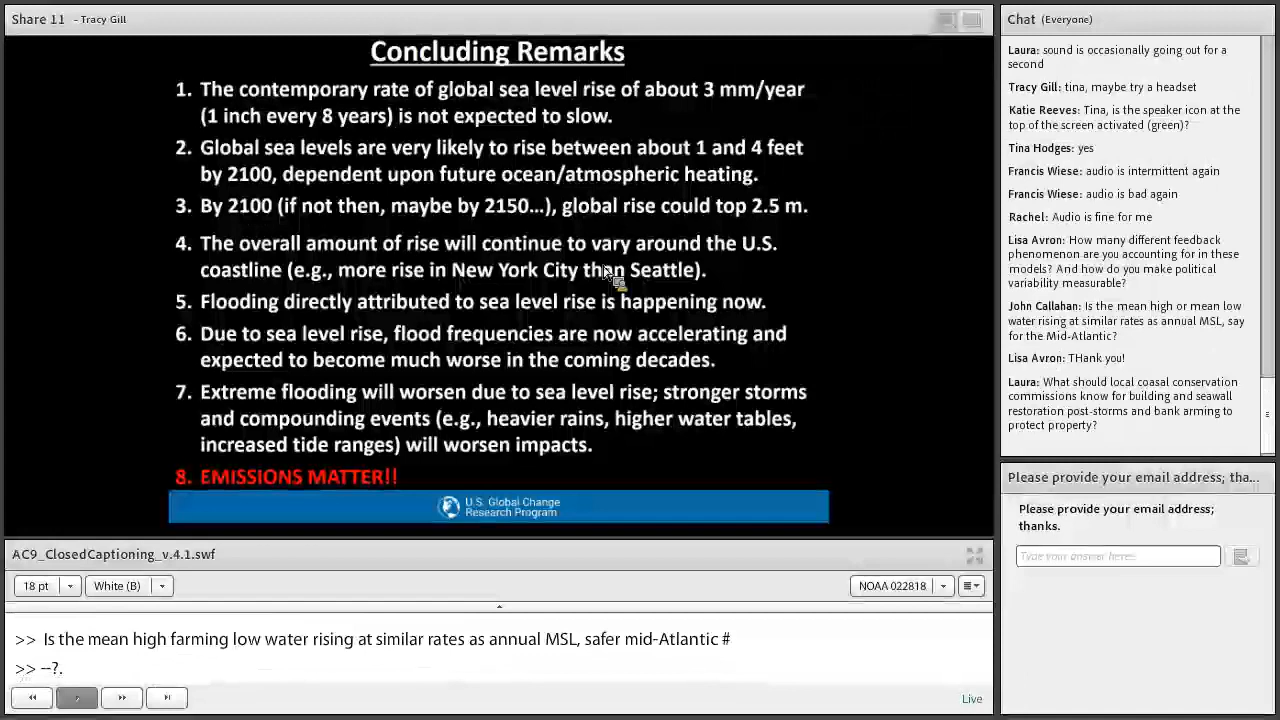 Share 11 - Tracy Gill
Concluding Remarks
1. The contemporary rate of global sea level rise of about 3 mm/year
(1 inch every 8 years) is not expected to slow.
2. Global sea levels are very likely to rise between about 1 and 4 feet
by 2100, dependent upon future ocean/atmospheric heating.
3. By 2100 (if not then, maybe by 2150...), global rise could top 2.5 m.
4. The overall amount of rise will continue to vary around the U.S.
coastline (e.g., more rise in New York City than Seattle).
5. Flooding directly attributed to sea level rise is happening now.
6. Due to sea level rise, flood frequencies are now accelerating and
expected to become much worse in the coming decades.
7. Extreme flooding will worsen due to sea level rise; stronger storms
and compounding events (e.g., heavier rains, higher water tables,
increased tide ranges) will worsen impacts.
8. EMISSIONS MATTER!!
U.S. Global Change
Research Program
AC9_ClosedCaptioning_v.4.1.swf
18 pt White (B) NOAA 022818
>> Is the mean high farming low water rising at similar rates as annual MSL, safer mid-Atlantic #
>> --?.
Live
Chat (Everyone)
Laura: sound is occasionally going out for a
second
Tracy Gill: tina, maybe try a headset
Katie Reeves: Tina, is the speaker icon at the
top of the screen activated (green)?
Tina Hodges: yes
Francis Wiese: audio is intermittent again
Francis Wiese: audio is bad again
Rachel: Audio is fine for me
Lisa Avron: How many different feedback
phenomenon are you accounting for in these
models? And how do you make political
variability measurable?
John Callahan: Is the mean high or mean low
water rising at similar rates as annual MSL, say
for the Mid-Atlantic?
Lisa Avron: THank you!
Laura: What should local coasal conservation
commissions know for building and seawall
restoration post-storms and bank arming to
protect property?
Please provide your email address; tha...
Please provide your email address;
thanks.
Type your answer here.